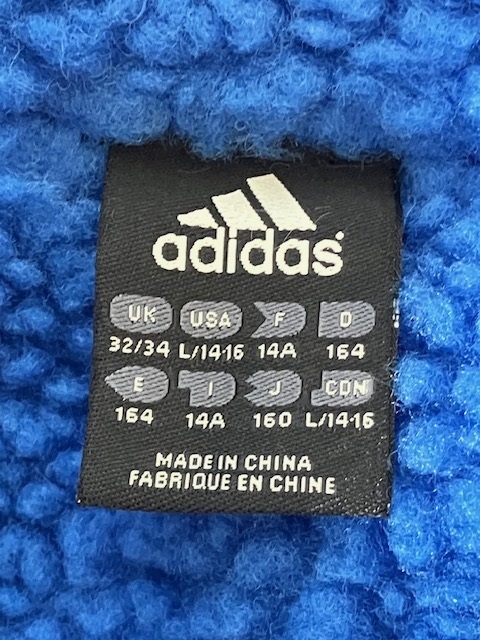 adidas
UK USA F D
32/34 L/14-16 14A 164
E I J CDN
164 14A 160 L/14-16
MADE IN CHINA
FABRIQUE EN CHINE